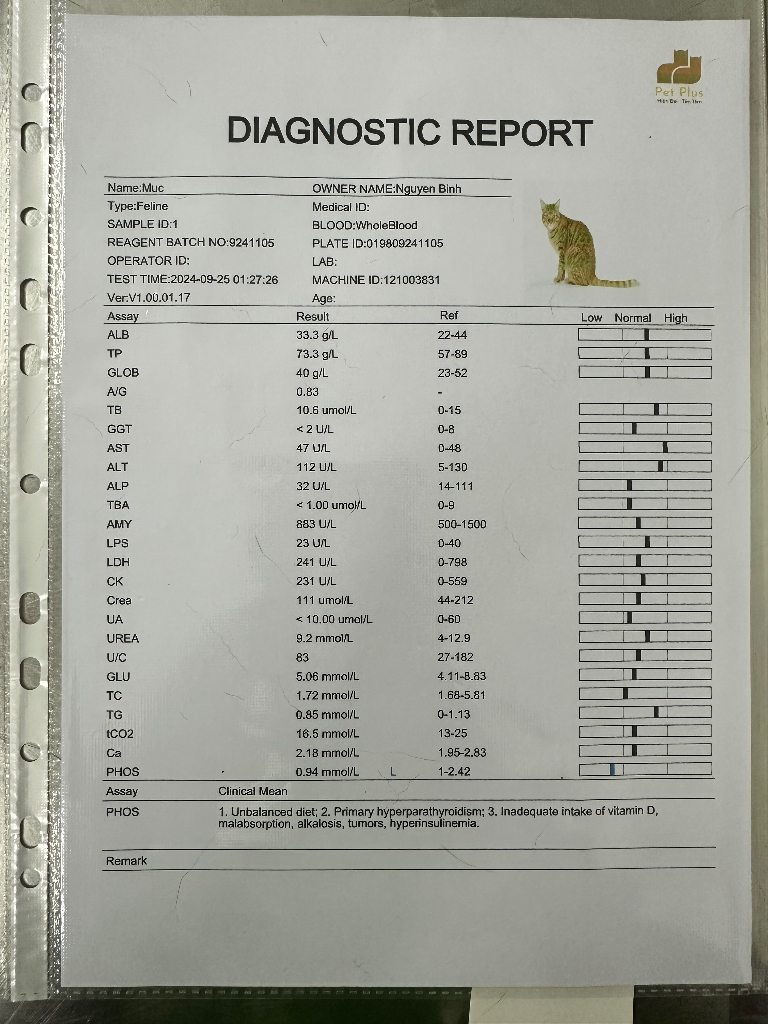 Pet Plus
DIAGNOSTIC REPORT
Name:Muc OWNER NAME:Nguyen Binh
Type:Feline Medical ID:
SAMPLE ID:1 BLOOD:WholeBlood
REAGENT BATCH NO:9241105 PLATE ID:019809241105
OPERATOR ID: LAB:
TEST TIME:2024-09-25 01:27:26 MACHINE ID:121003831
Ver:V1.00.01.17 Age:
Assay Result Ref Low Normal High
ALB 33.3 g/L 22-44
TP 73.3 g/L 57-89
GLOB 40 g/L 23-52
A/G 0.83 -
TB 10.6 umol/L 0-15
GGT < 2 U/L 0-8
AST 47 U/L 0-48
ALT 112 U/L 5-130
ALP 32 U/L 14-111
TBA < 1.00 umol/L 0-9
AMY 883 U/L 500-1500
LPS 23 U/L 0-40
LDH 241 U/L 0-798
CK 231 U/L 0-559
Crea 111 umol/L 44-212
UA < 10.00 umol/L 0-60
UREA 9.2 mmol/L 4-12.9
U/C 83 27-182
GLU 5.06 mmol/L 4.11-8.83
TC 1.72 mmol/L 1.68-5.81
TG 0.85 mmol/L 0-1.13
tCO2 16.5 mmol/L 13-25
Ca 2.18 mmol/L 1.95-2.83
PHOS 0.94 mmol/L L 1-2.42
Assay Clinical Mean
PHOS 1. Unbalanced diet; 2. Primary hyperparathyroidism; 3. Inadequate intake of vitamin D,
malabsorption, alkalosis, tumors, hyperinsulinemia.
Remark